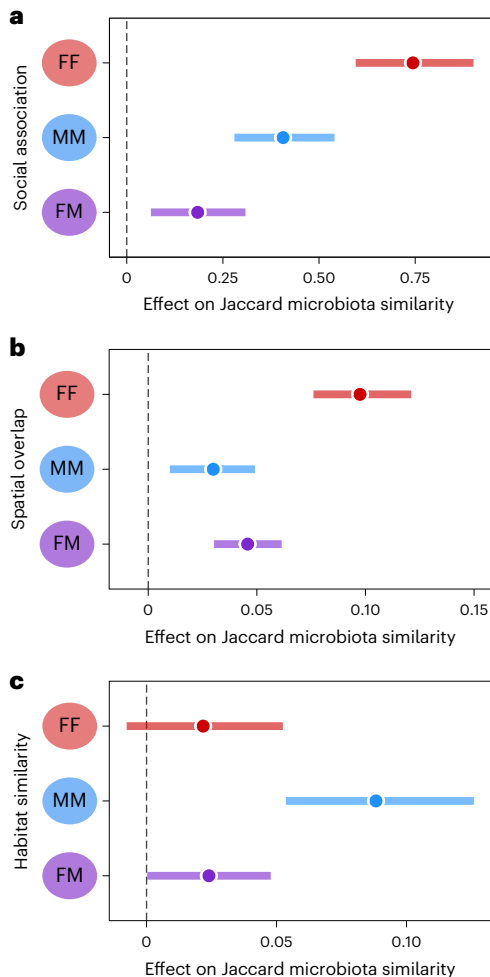 a
Social association
FF
MM
FM
0
0.25
0.50
0.75
Effect on Jaccard microbiota similarity
b
Spatial overlap
FF
MM
FM
0
0.05
0.10
0.15
Effect on Jaccard microbiota similarity
c
Habitat similarity
FF
MM
FM
0
0.05
0.10
Effect on Jaccard microbiota similarity